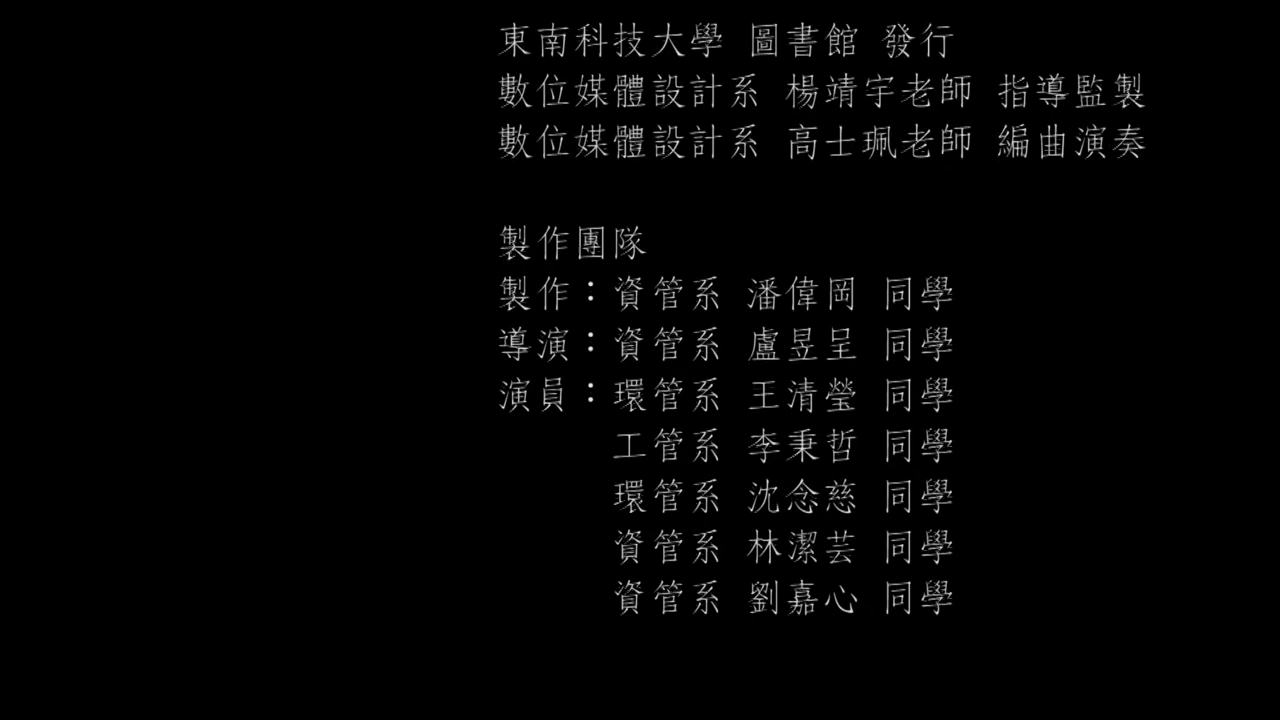 東南科技大學 圖書館 發行
數位媒體設計系 楊靖宇老師 指導監製
數位媒體設計系 高士珮老師 編曲演奏
製作團隊
製作：資管系 潘偉岡 同學
導演：資管系 盧昱呈 同學
演員：環管系 王清瑩 同學
工管系 李秉哲 同學
環管系 沈念慈 同學
資管系 林潔芸 同學
資管系 劉嘉心 同學